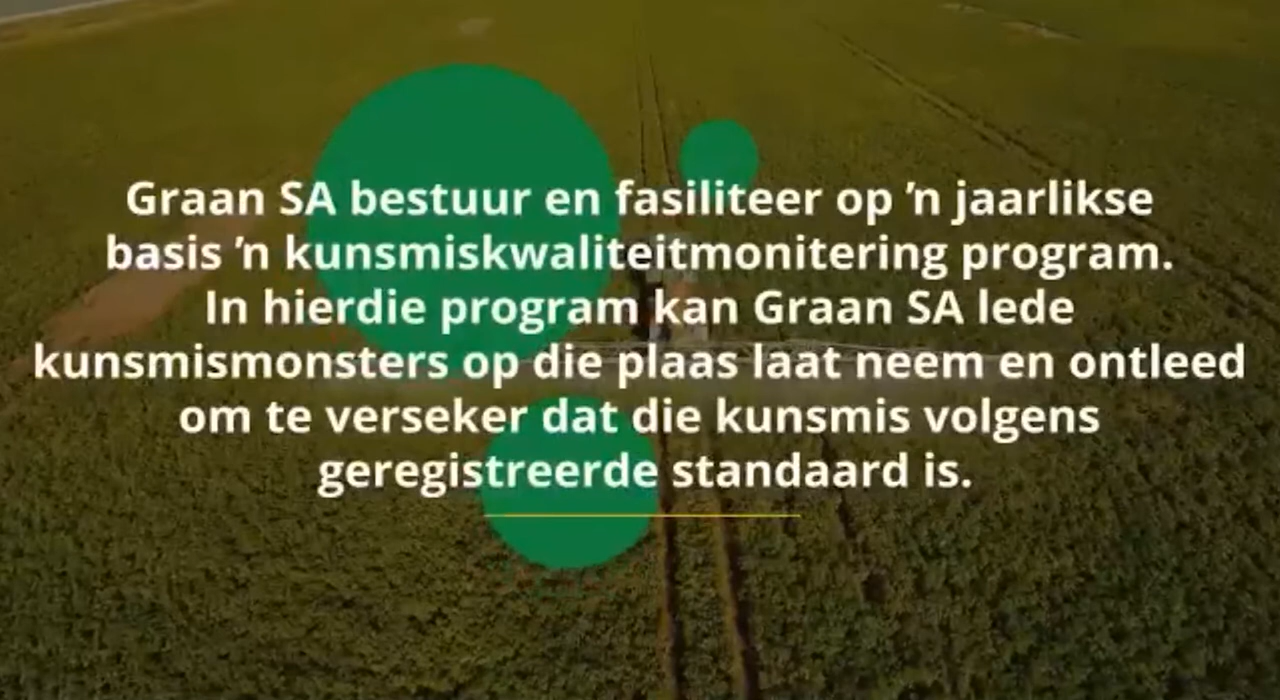 Graan SA bestuur en fasiliteer op ’n jaarlikse
basis ’n kunsmiskwaliteitmonitering program.
In hierdie program kan Graan SA lede
kunsmismonsters op die plaas laat neem en ontleed
om te verseker dat die kunsmis volgens
geregistreerde standaard is.